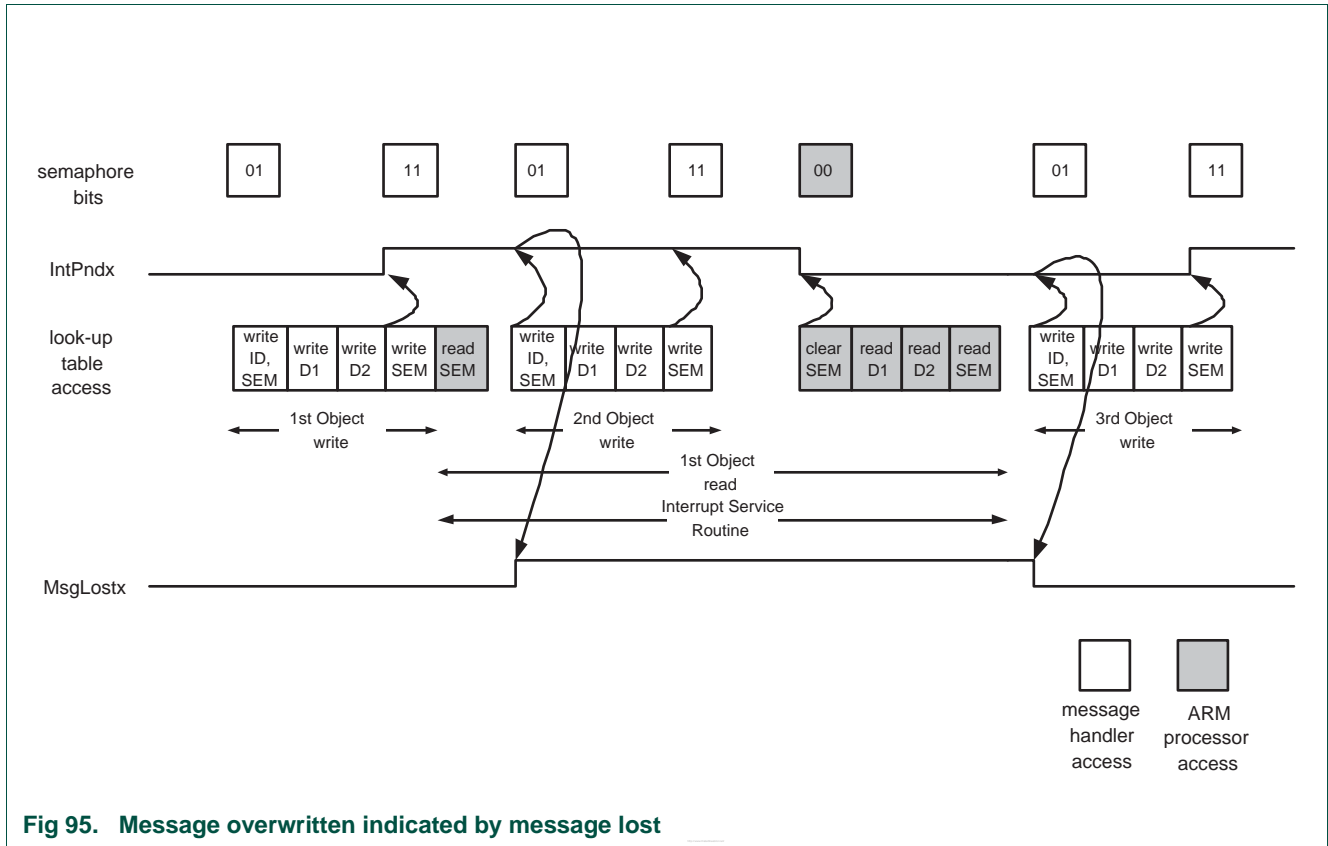 semaphore
bits
01
11
01
11
00
01
11
IntPndx
look-up
table
access
write
ID,
SEM
write
D1
write
D2
write
SEM
read
SEM
write
ID,
SEM
write
D1
write
D2
write
SEM
clear
SEM
read
D1
read
D2
read
SEM
write
ID,
SEM
write
D1
write
D2
write
SEM
1st Object
write
2nd Object
write
3rd Object
write
1st Object
read
Interrupt Service
Routine
MsgLostx
message
handler
access
ARM
processor
access
Fig 95. Message overwritten indicated by message lost